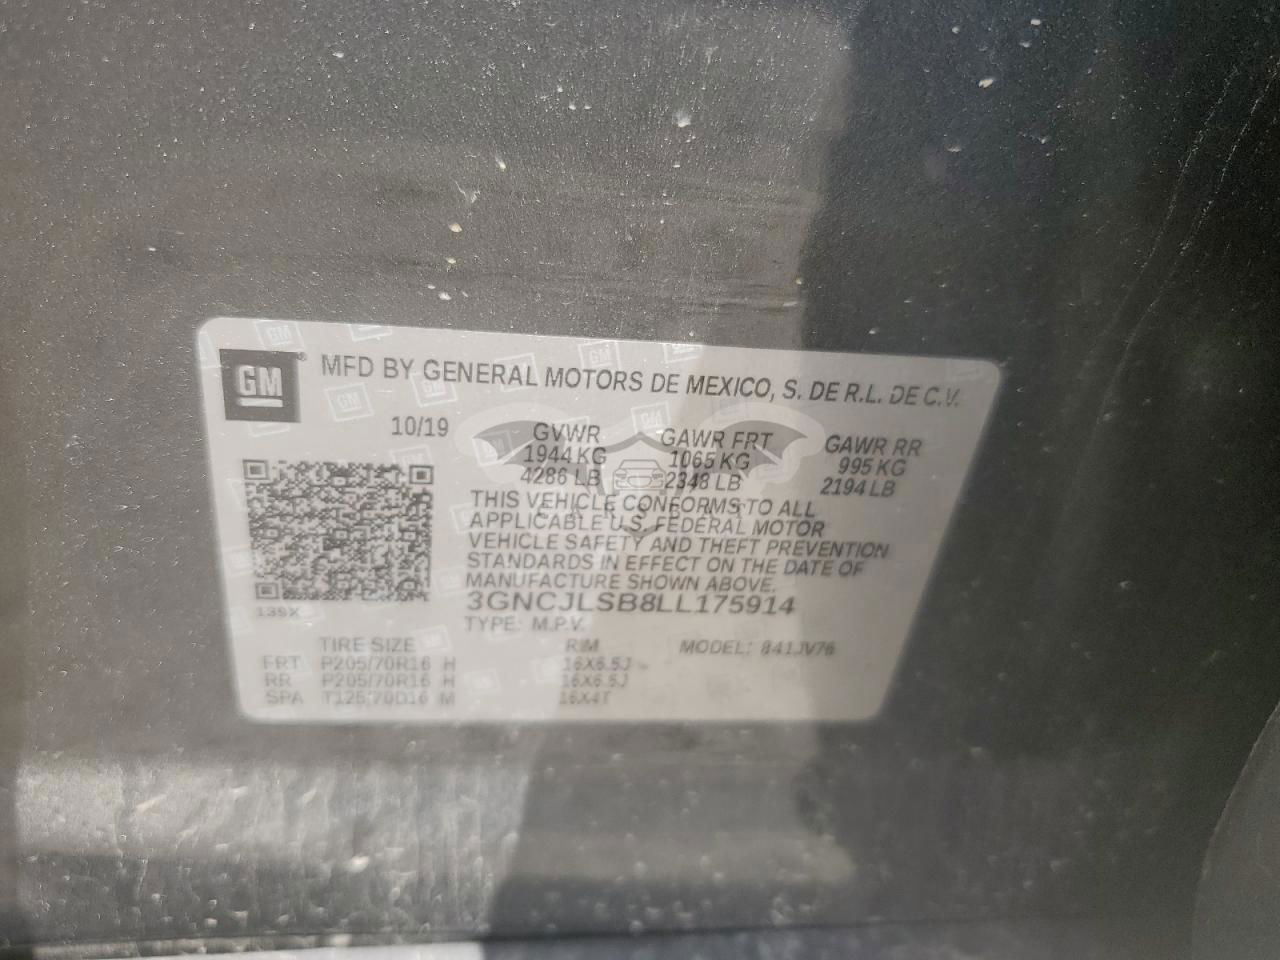 GM
MFD BY GENERAL MOTORS DE MEXICO, S. DE R.L. DE C.V.
10/19
GVWR GAWR FRT GAWR RR
1944 KG 1065 KG 995 KG
4286 LB 2348 LB 2194 LB
THIS VEHICLE CONFORMS TO ALL
APPLICABLE U.S. FEDERAL MOTOR
VEHICLE SAFETY AND THEFT PREVENTION
STANDARDS IN EFFECT ON THE DATE OF
MANUFACTURE SHOWN ABOVE.
3GNCJLSB8LL175914
139X
TYPE: M.P.V.
TIRE SIZE RIM MODEL: 841JV76
FRT P205/70R16 H 16X6.5J
RR P205/70R16 H 16X6.5J
SPA T125/70D16 M 16X4T